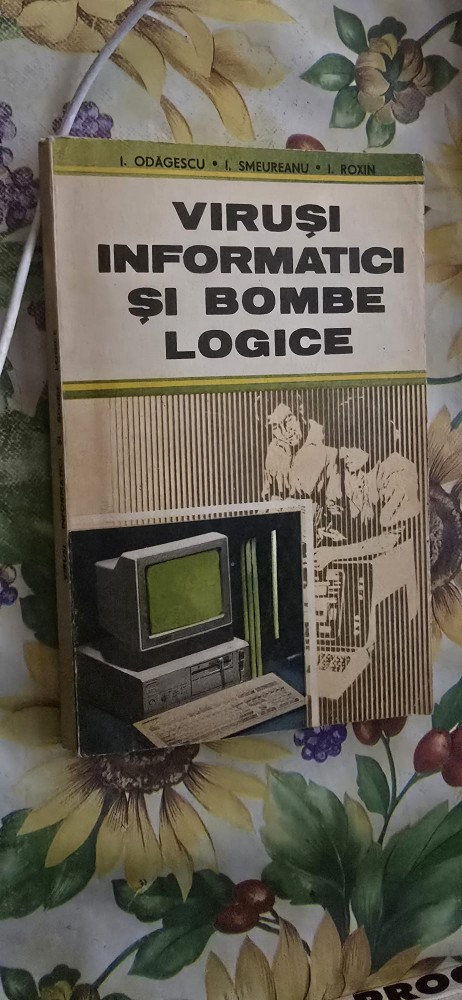 I. ODĂGESCU • I. SMEUREANU • I. ROXIN
VIRUȘI
INFORMATICI
ȘI BOMBE
LOGICE